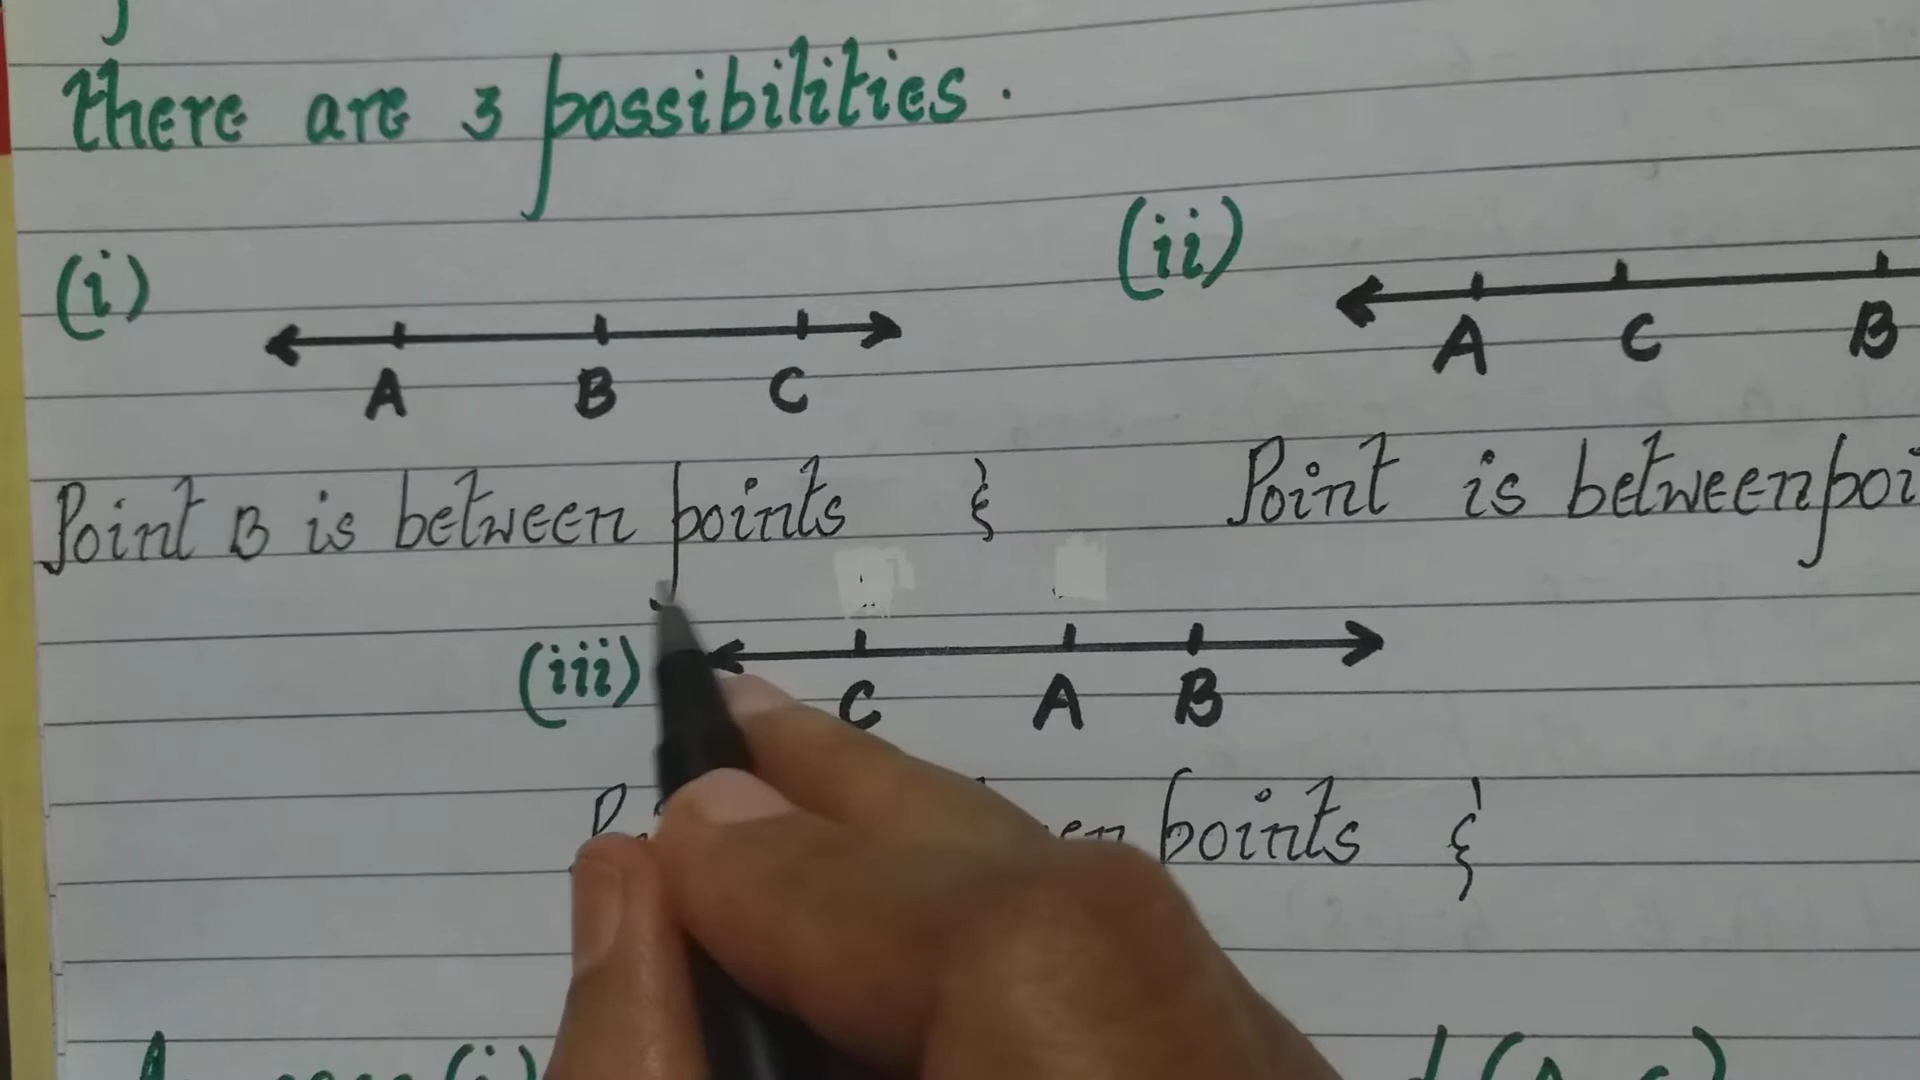 there are 3 possibilities.
(i)
A B C
(ii)
A C B
Point B is between points &
Point is between poi
(iii)
C A B
points &
(i)